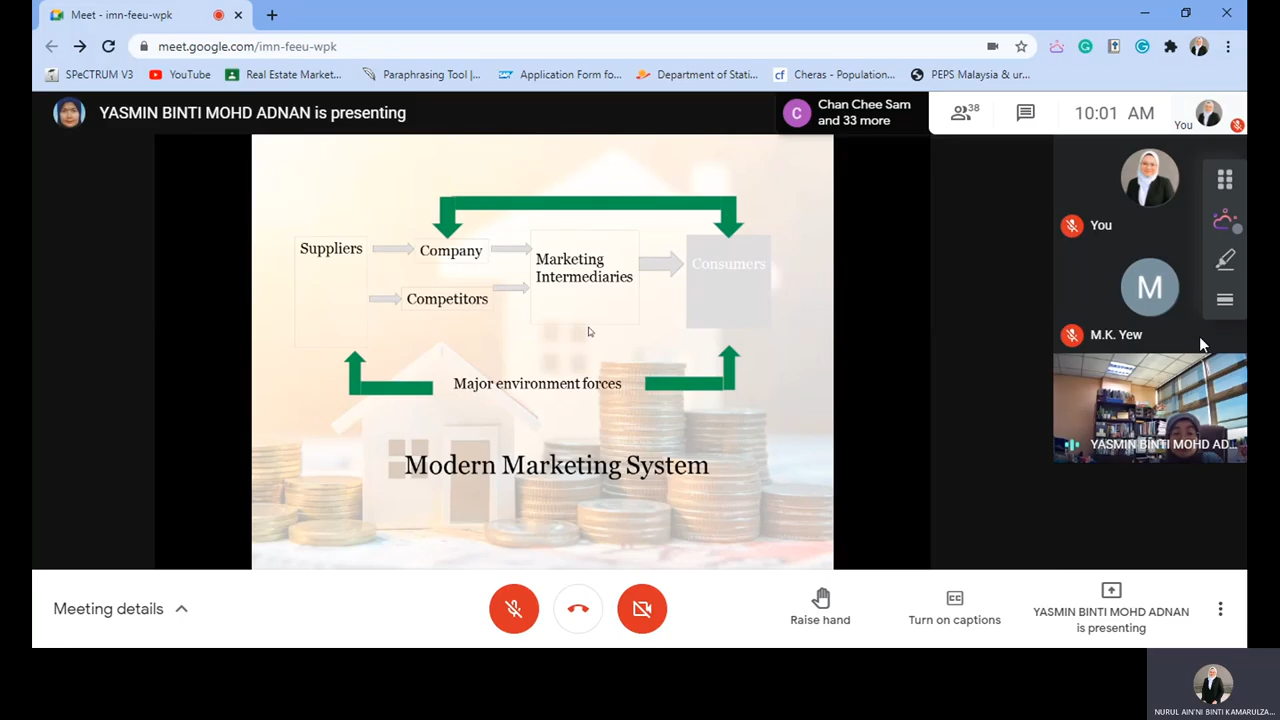 Meet - imn-feeu-wpk
meet.google.com/imn-feeu-wpk
SPeCTRUM V3
YouTube
Real Estate Market...
Paraphrasing Tool |...
Application Form fo...
Department of Stati...
Cheras - Population...
PEPS Malaysia & ur...
YASMIN BINTI MOHD ADNAN is presenting
C
Chan Chee Sam
and 33 more
38
10:01 AM
You
Suppliers
Company
Marketing
Intermediaries
Consumers
Competitors
Major environment forces
Modern Marketing System
You
M
M.K. Yew
YASMIN BINTI MOHD AD...
Meeting details
Raise hand
CC
Turn on captions
YASMIN BINTI MOHD ADNAN
is presenting
NURUL AIN'NI BINTI KAMARULZA...